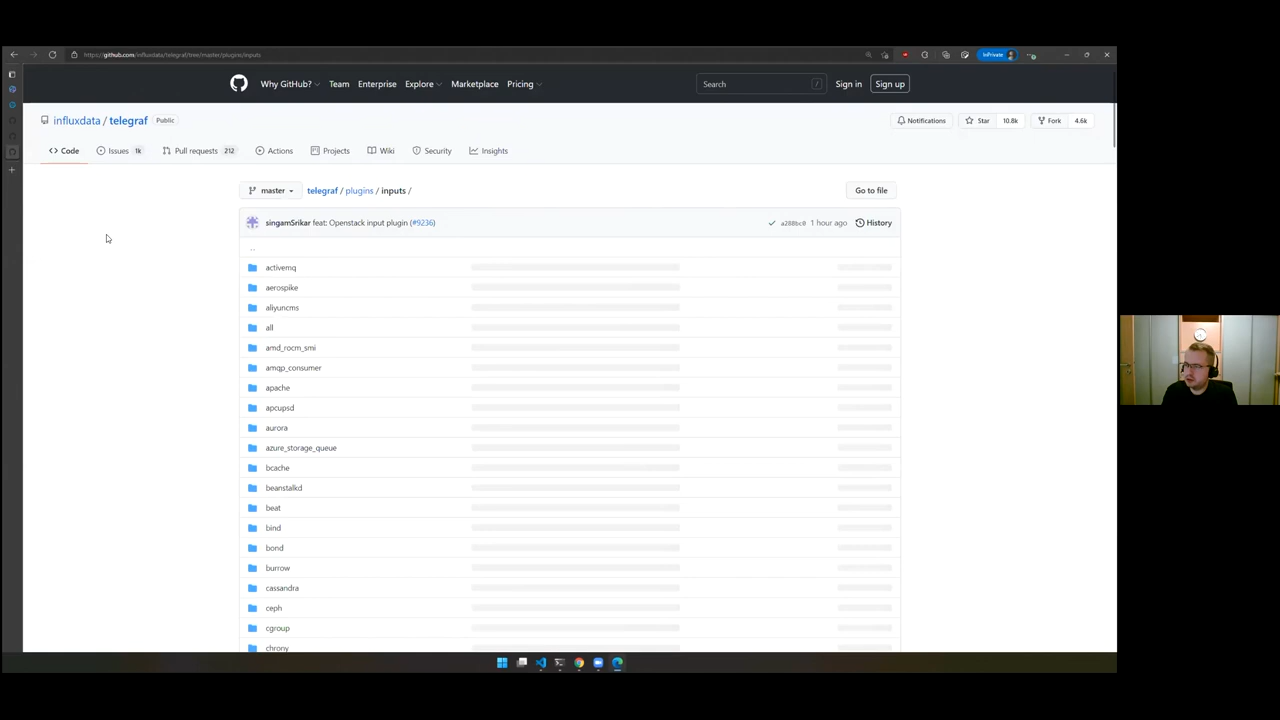 https://github.com/influxdata/telegraf/tree/master/plugins/inputs
InPrivate
Why GitHub? Team Enterprise Explore Marketplace Pricing
Search /
Sign in Sign up
influxdata / telegraf Public
Notifications Star 10.8k Fork 4.6k
Code Issues 1k Pull requests 212 Actions Projects Wiki Security Insights
master telegraf / plugins / inputs / Go to file
singamSrikar feat: Openstack input plugin (#9236) a288bc0 1 hour ago History
..
activemq
aerospike
aliyuncms
all
amd_rocm_smi
amqp_consumer
apache
apcupsd
aurora
azure_storage_queue
bcache
beanstalkd
beat
bind
bond
burrow
cassandra
ceph
cgroup
chrony